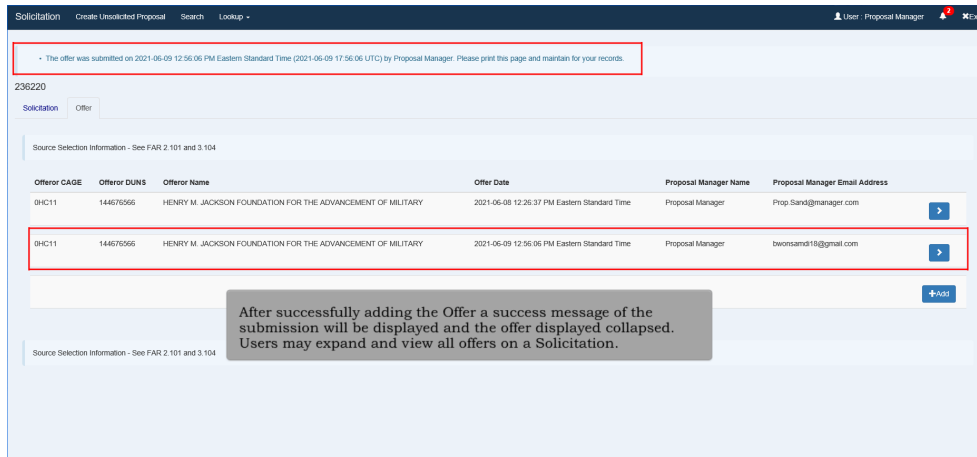 Solicitation Create Unsolicited Proposal Search Lookup User : Proposal Manager 2
• The offer was submitted on 2021-06-09 12:56:06 PM Eastern Standard Time (2021-06-09 17:56:06 UTC) by Proposal Manager. Please print this page and maintain for your records.
236220
Solicitation Offer
Source Selection Information - See FAR 2.101 and 3.104
Offeror CAGE Offeror DUNS Offeror Name Offer Date Proposal Manager Name Proposal Manager Email Address
0HC11 144676566 HENRY M. JACKSON FOUNDATION FOR THE ADVANCEMENT OF MILITARY 2021-06-08 12:26:37 PM Eastern Standard Time Proposal Manager Prop.Sand@manager.com
0HC11 144676566 HENRY M. JACKSON FOUNDATION FOR THE ADVANCEMENT OF MILITARY 2021-06-09 12:56:06 PM Eastern Standard Time Proposal Manager bwonsamdi18@gmail.com
+Add
After successfully adding the Offer a success message of the
submission will be displayed and the offer displayed collapsed.
Users may expand and view all offers on a Solicitation.
Source Selection Information - See FAR 2.101 and 3.104